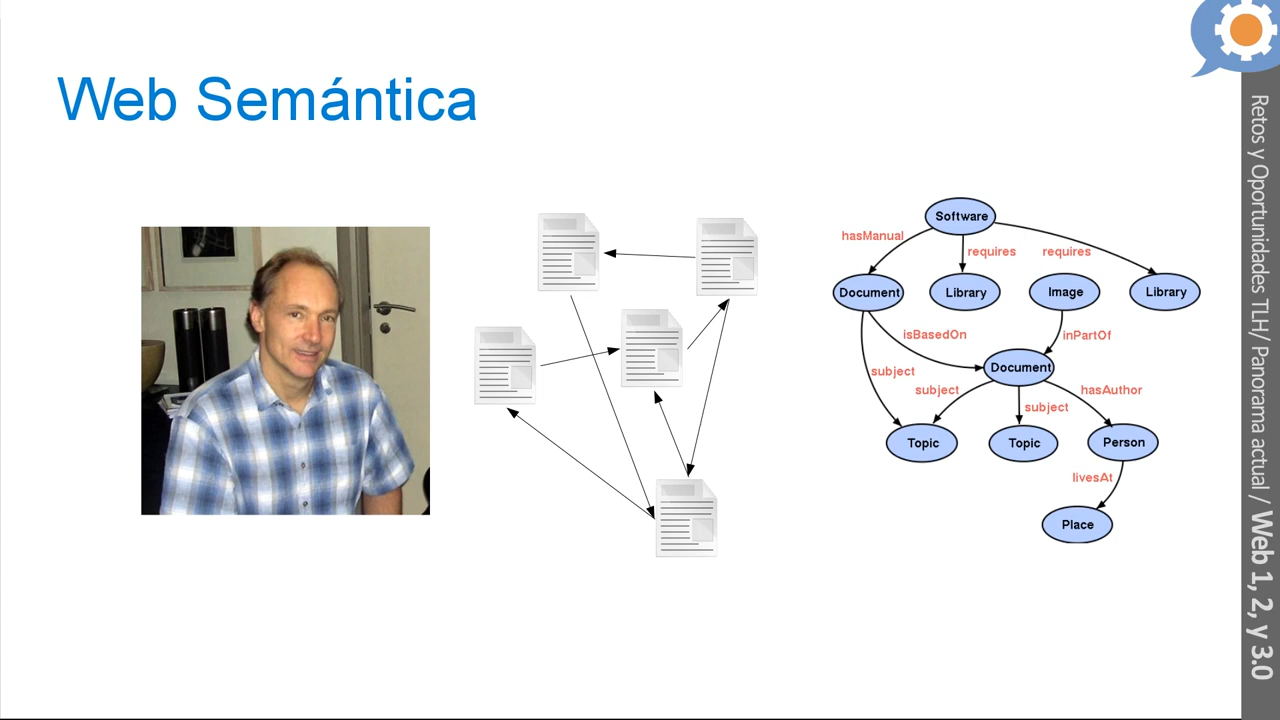 Web Semántica
Software
hasManual
requires
requires
Document
Library
Image
Library
isBasedOn
inPartOf
subject
Document
subject
hasAuthor
subject
Topic
Topic
Person
livesAt
Place
Retos y Oportunidades TLH/ Panorama actual / Web 1, 2, y 3.0